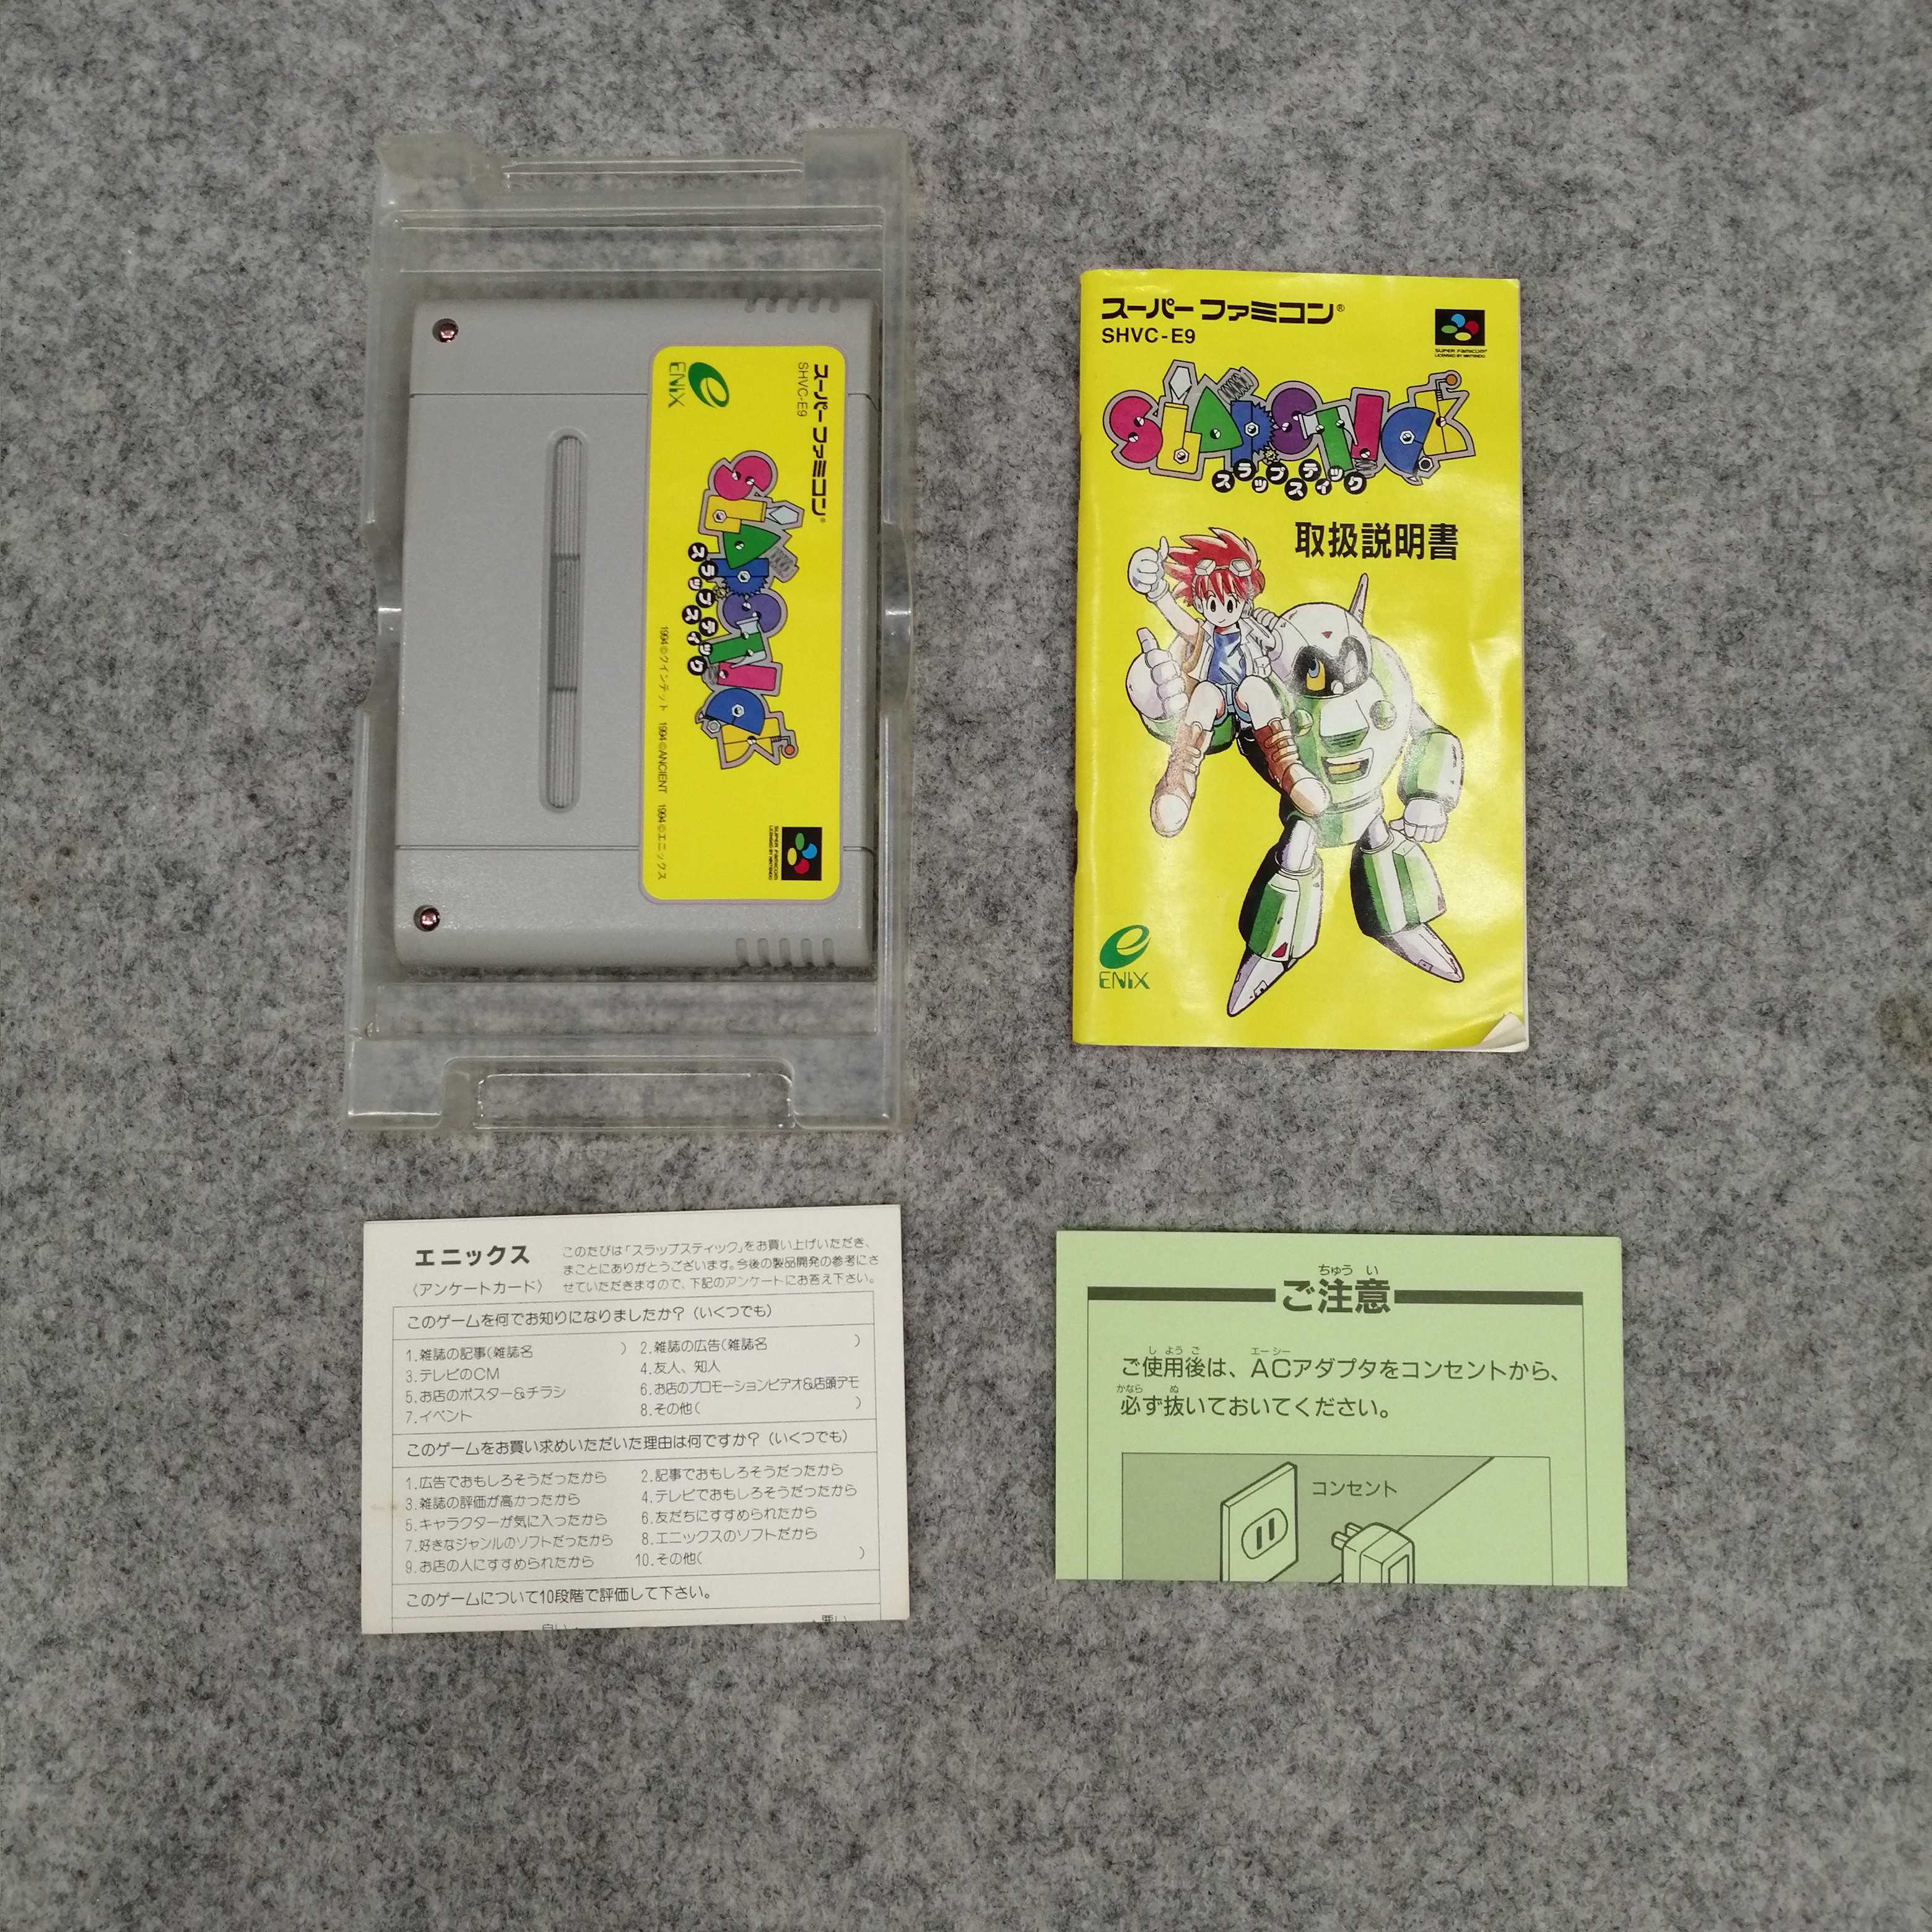 スーパーファミコン®
SHVC-E9
ENIX
SLAPSTICK
スラップスティック
1994 ©クインテット 1994 ©ANCIENT 1994 ©エニックス
SUPER FAMICOM
LICENSED BY NINTENDO
スーパーファミコン®
SHVC-E9
SUPER FAMICOM®
LICENSED BY NINTENDO
SLAPSTICK
スラップスティック
取扱説明書
ENIX
エニックス
〈アンケートカード〉
このたびは「スラップスティック」をお買い上げいただき、
まことにありがとうございます。今後の製品開発の参考にさ
せていただきますので、下記のアンケートにお答え下さい。
このゲームを何でお知りになりましたか?(いくつでも)
1.雑誌の記事(雑誌名 ) 2.雑誌の広告(雑誌名 )
3.テレビのCM 4.友人、知人
5.お店のポスター&チラシ 6.お店のプロモーションビデオ&店頭デモ
7.イベント 8.その他( )
このゲームをお買い求めいただいた理由は何ですか?(いくつでも)
1.広告でおもしろそうだったから 2.記事でおもしろそうだったから
3.雑誌の評価が高かったから 4.テレビでおもしろそうだったから
5.キャラクターが気に入ったから 6.友だちにすすめられたから
7.好きなジャンルのソフトだったから 8.エニックスのソフトだから
9.お店の人にすすめられたから 10.その他( )
このゲームについて10段階で評価して下さい。
良い 悪い
ちゅう い
ご注意
し よう ご エーシー
ご使用後は、ACアダプタをコンセントから、
かなら ぬ
必ず抜いておいてください。
コンセント